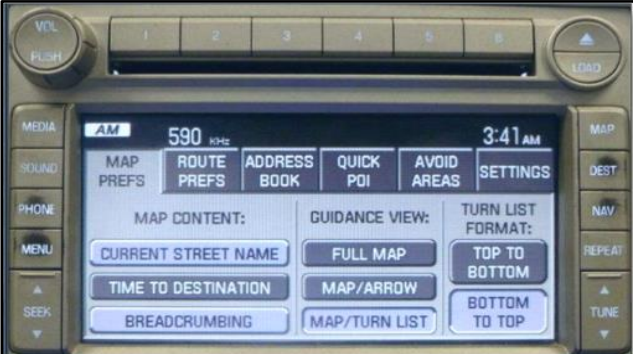 VOL
PUSH
1 2 3 4 5 6
LOAD
MEDIA
SOUND
PHONE
MENU
SEEK
AM 590 KHz 3:41 AM
MAP PREFS
ROUTE PREFS
ADDRESS BOOK
QUICK POI
AVOID AREAS
SETTINGS
MAP CONTENT:
CURRENT STREET NAME
TIME TO DESTINATION
BREADCRUMBING
GUIDANCE VIEW:
FULL MAP
MAP/ARROW
MAP/TURN LIST
TURN LIST
FORMAT:
TOP TO
BOTTOM
BOTTOM
TO TOP
MAP
DEST
NAV
REPEAT
TUNE